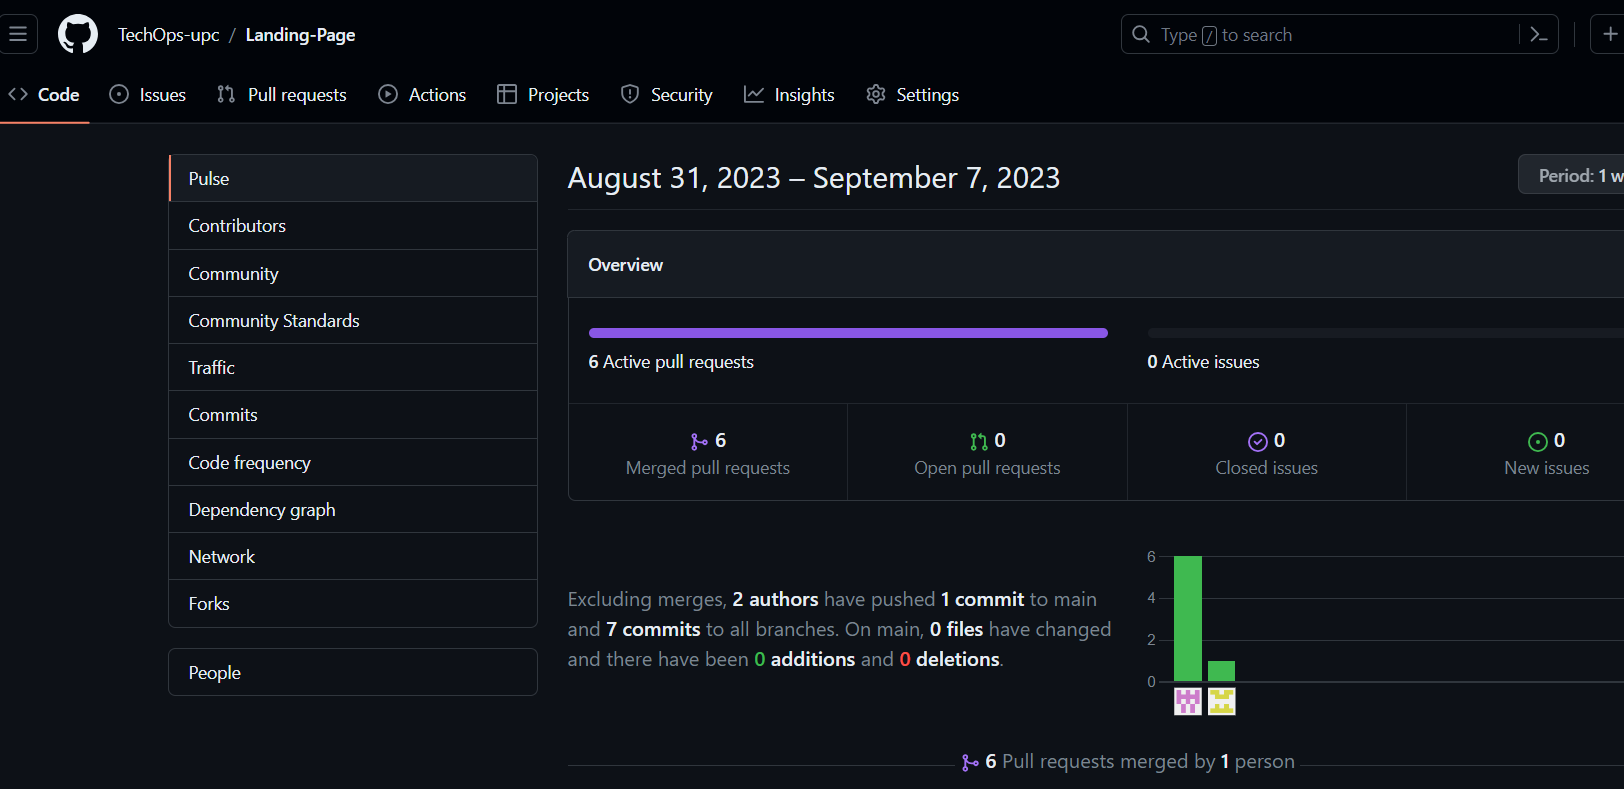 TechOps-upc / Landing-Page
Type / to search
Code Issues Pull requests Actions Projects Security Insights Settings
Pulse
Contributors
Community
Community Standards
Traffic
Commits
Code frequency
Dependency graph
Network
Forks
People
August 31, 2023 – September 7, 2023
Period: 1 w
Overview
6 Active pull requests
0 Active issues
6
Merged pull requests
0
Open pull requests
0
Closed issues
0
New issues
Excluding merges, 2 authors have pushed 1 commit to main
and 7 commits to all branches. On main, 0 files have changed
and there have been 0 additions and 0 deletions.
6
4
2
0
6 Pull requests merged by 1 person